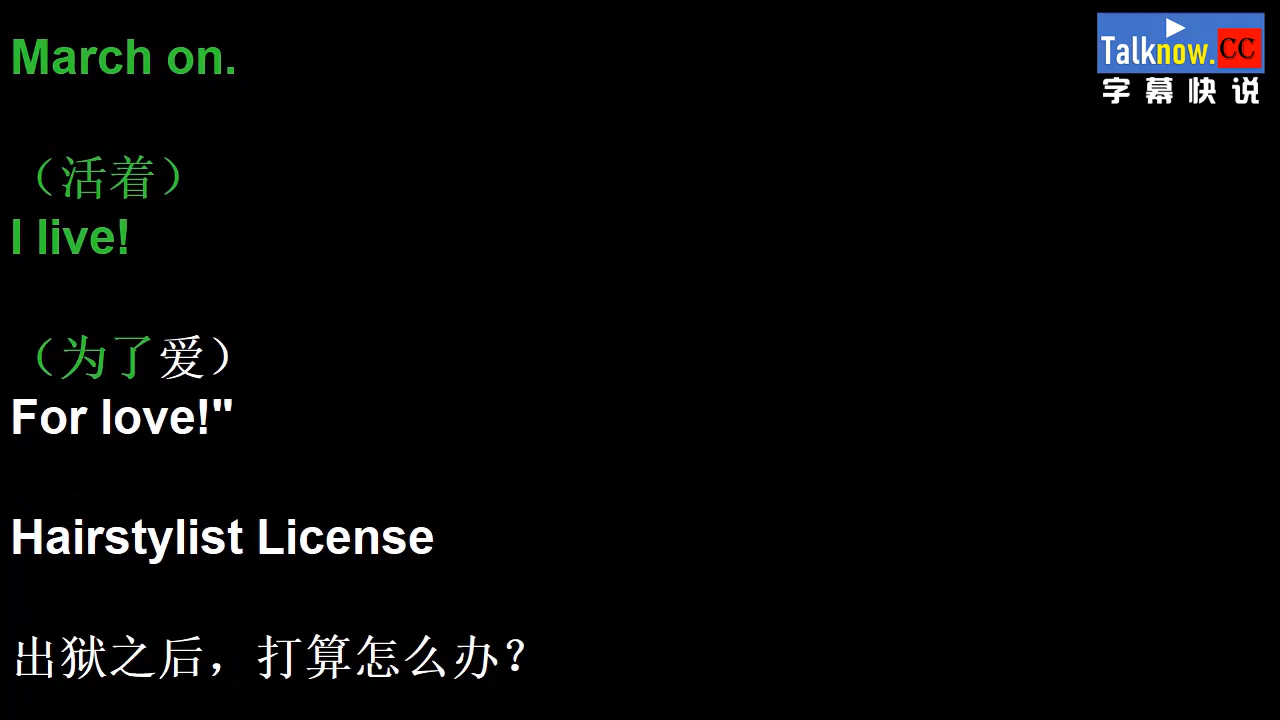 March on.
（活着）
I live!
（为了爱）
For love!"
Hairstylist License
出狱之后，打算怎么办？
Talknow.CC
字幕快说